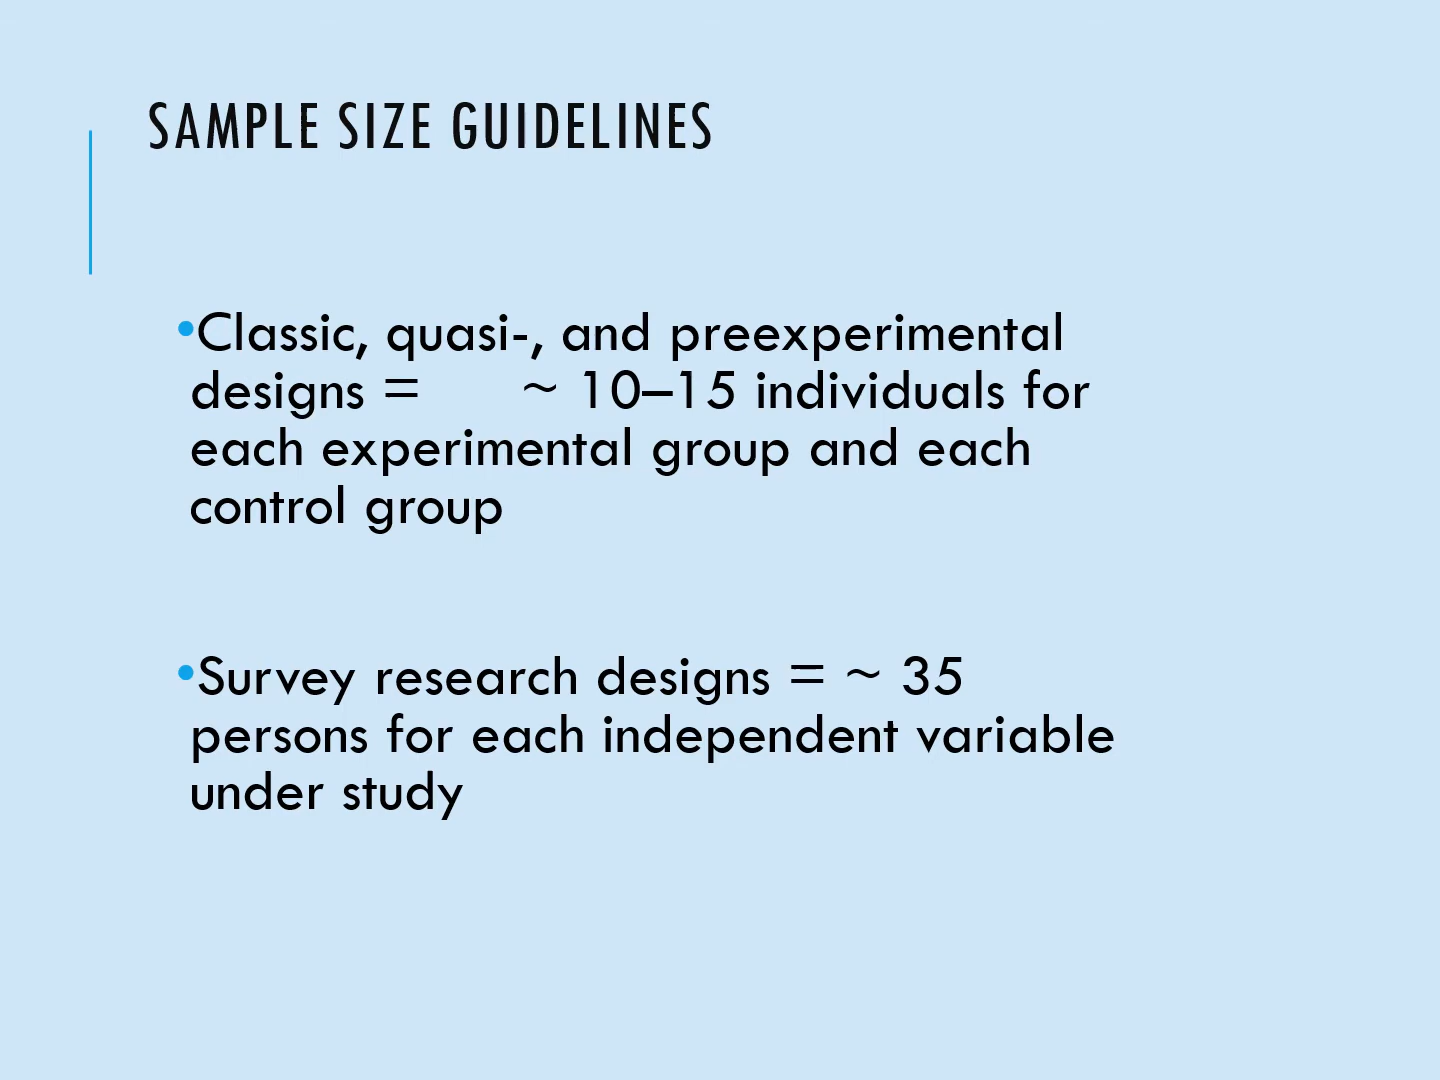 SAMPLE SIZE GUIDELINES
•Classic, quasi-, and preexperimental
designs = ~ 10–15 individuals for
each experimental group and each
control group
•Survey research designs = ~ 35
persons for each independent variable
under study